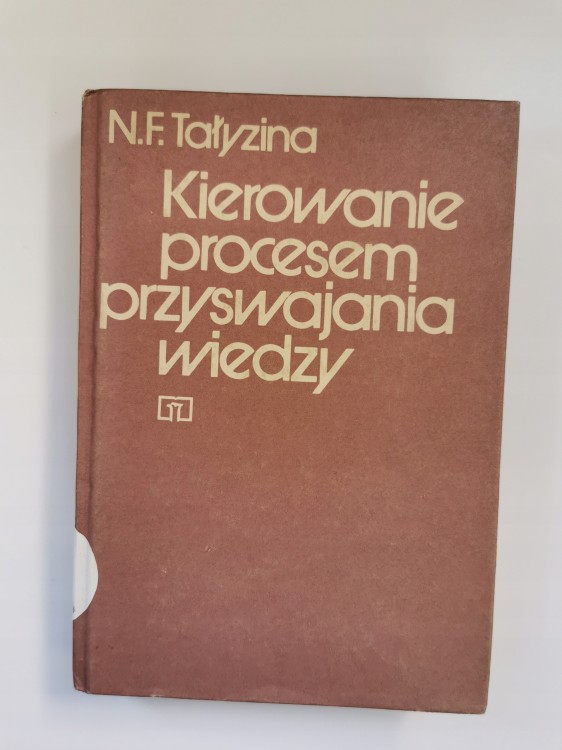 N.F. Tałyzina
Kierowanie
procesem
przyswajania
wiedzy